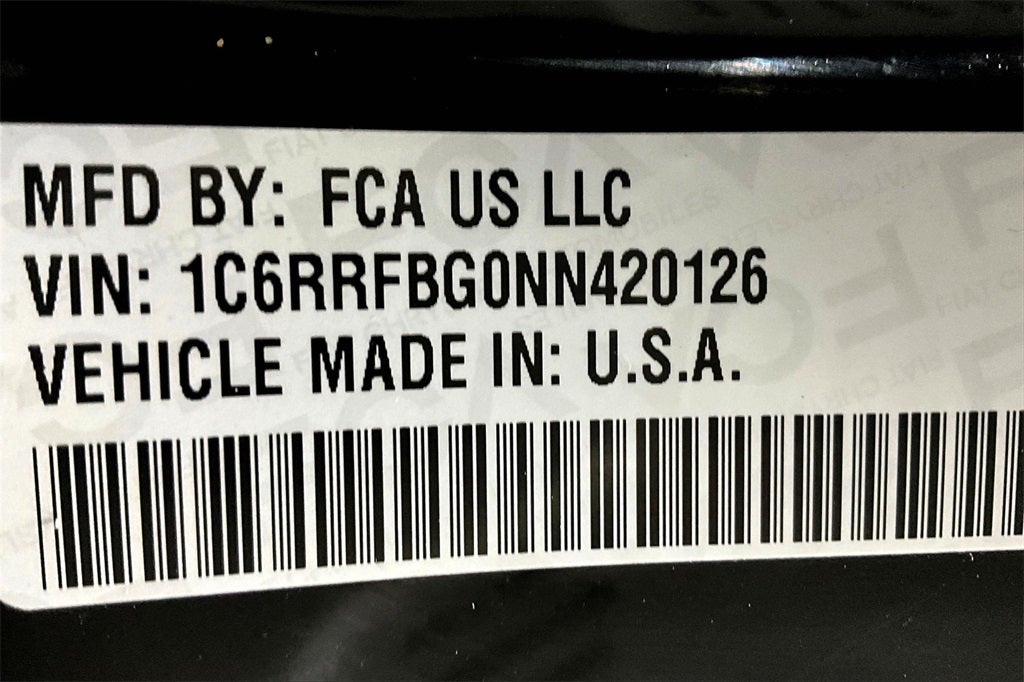 MFD BY: FCA US LLC
VIN: 1C6RRFBG0NN420126
VEHICLE MADE IN: U.S.A.